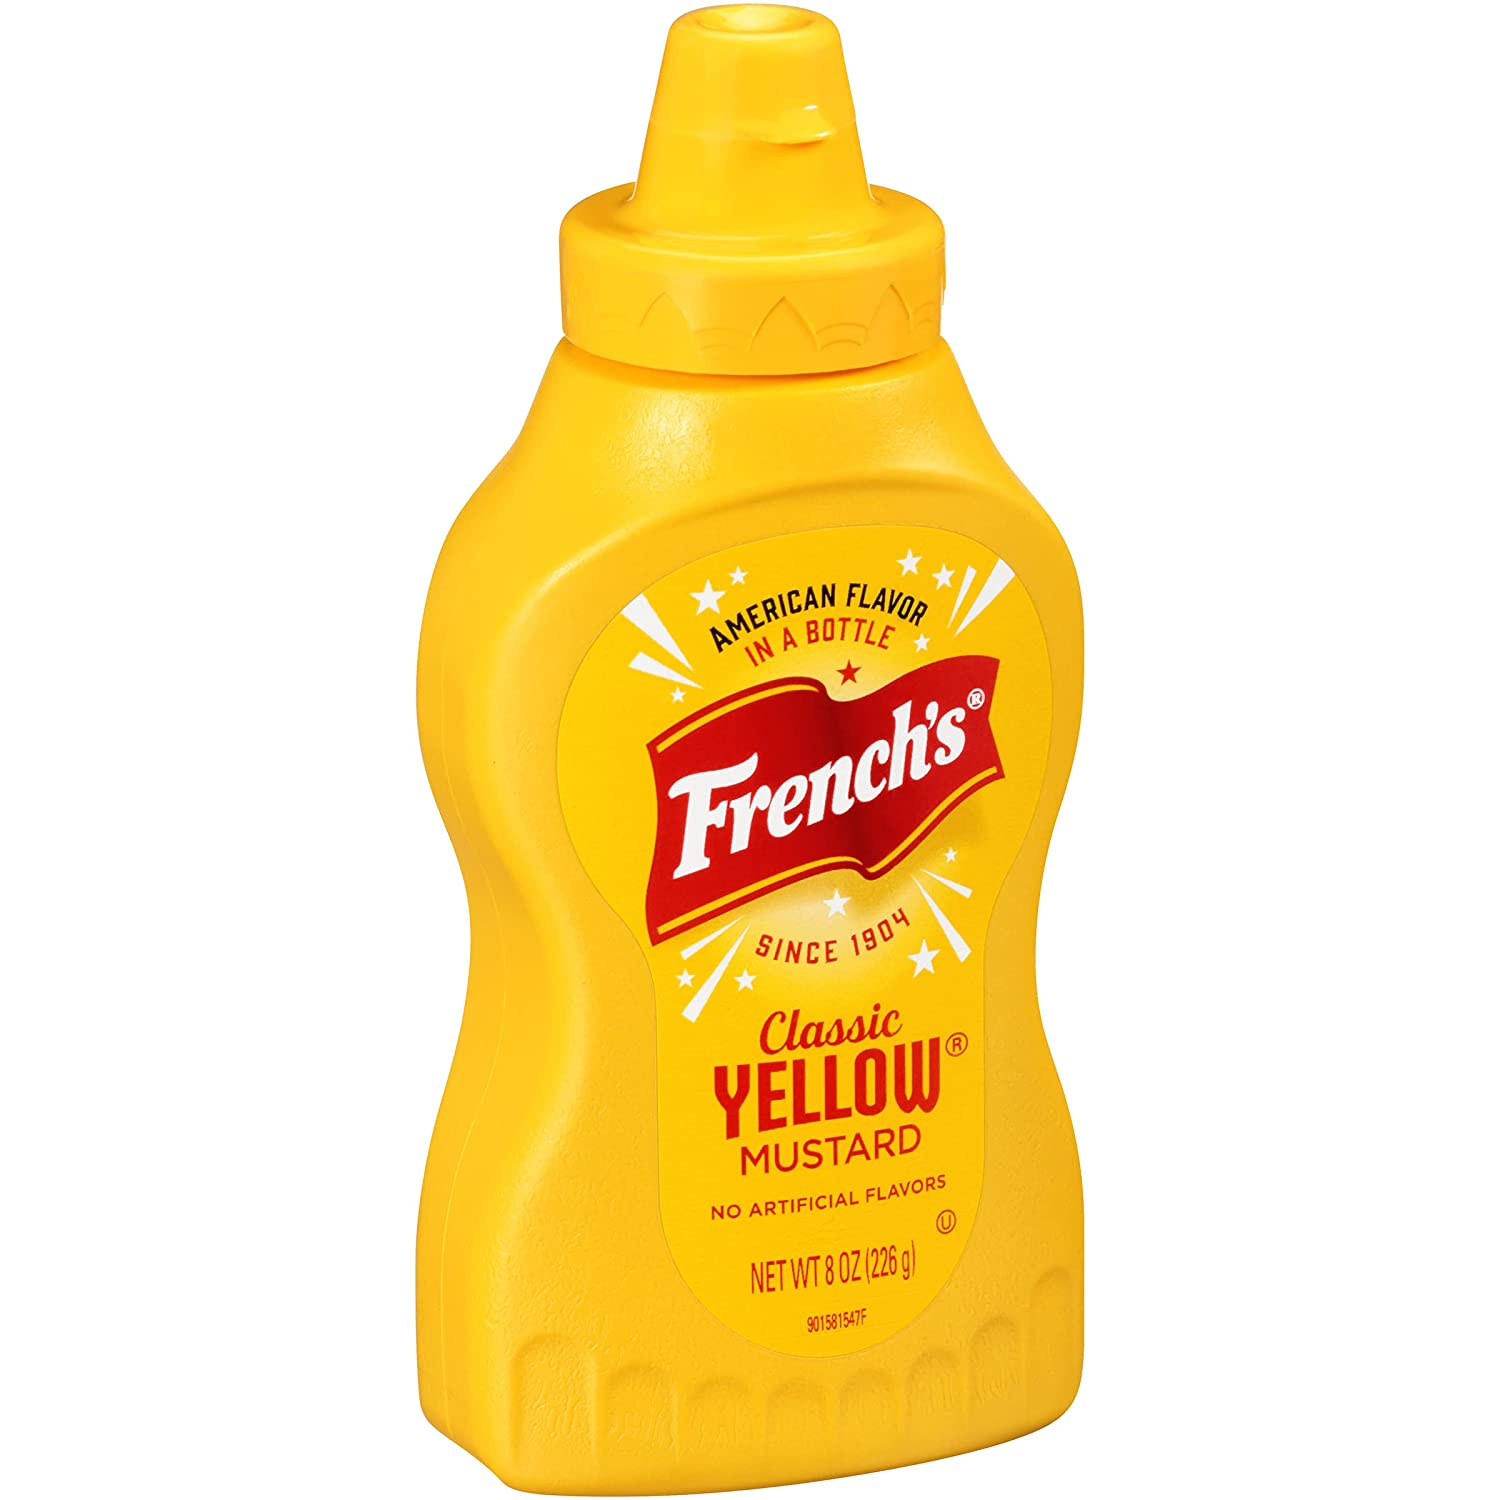 AMERICAN FLAVOR
IN A BOTTLE
French's®
SINCE 1904
Classic
YELLOW®
MUSTARD
NO ARTIFICIAL FLAVORS
U
NET WT 8 OZ (226 g)
901581547F